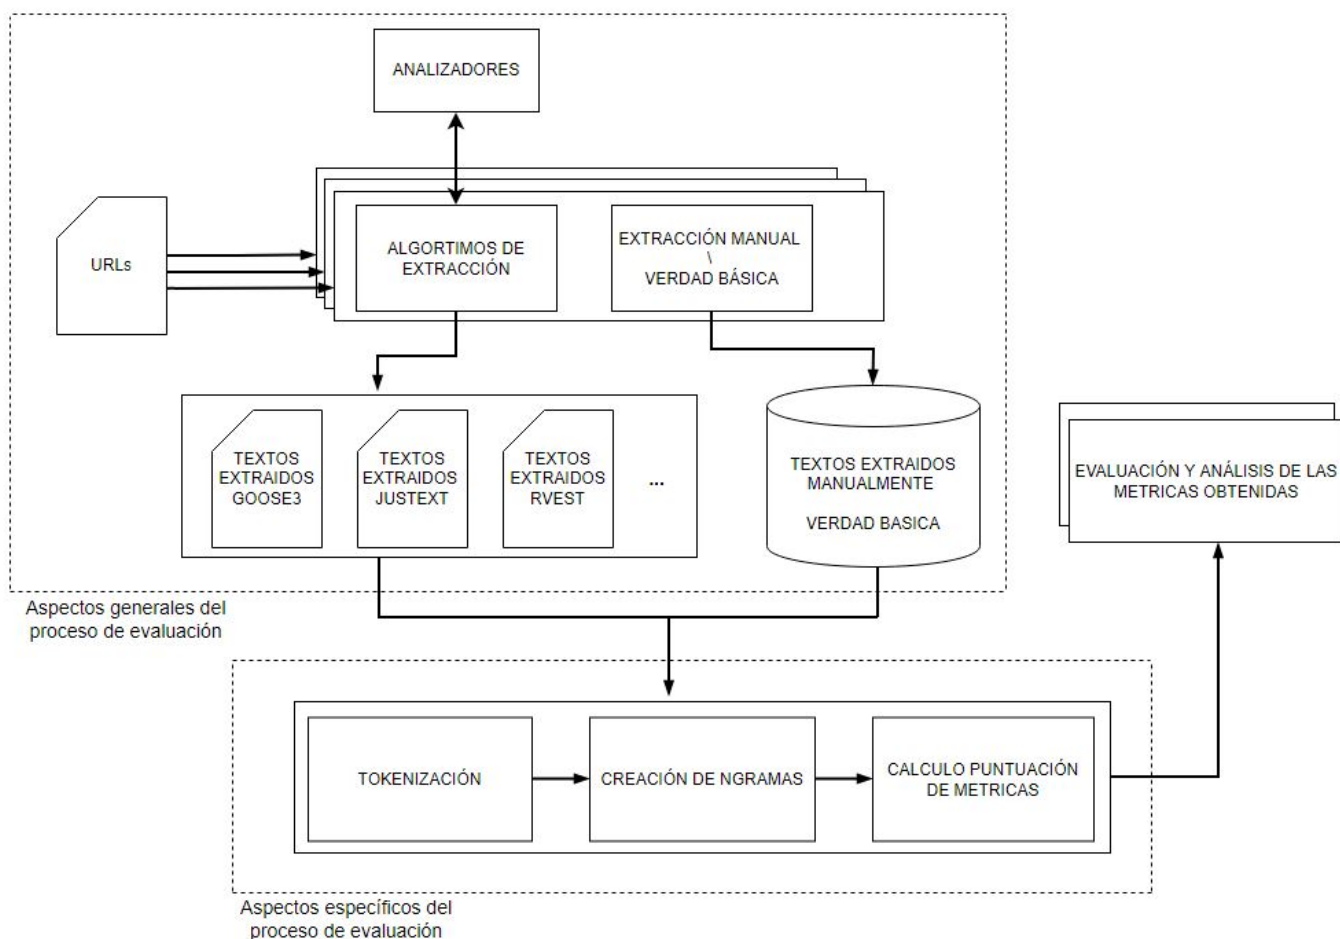 ANALIZADORES
URLs
ALGORTIMOS DE
EXTRACCIÓN
EXTRACCIÓN MANUAL
\
VERDAD BÁSICA
TEXTOS
EXTRAIDOS
GOOSE3
TEXTOS
EXTRAIDOS
JUSTEXT
TEXTOS
EXTRAIDOS
RVEST
...
TEXTOS EXTRAIDOS
MANUALMENTE
VERDAD BASICA
EVALUACIÓN Y ANÁLISIS DE LAS
METRICAS OBTENIDAS
Aspectos generales del
proceso de evaluación
TOKENIZACIÓN
CREACIÓN DE NGRAMAS
CALCULO PUNTUACIÓN
DE METRICAS
Aspectos específicos del
proceso de evaluación